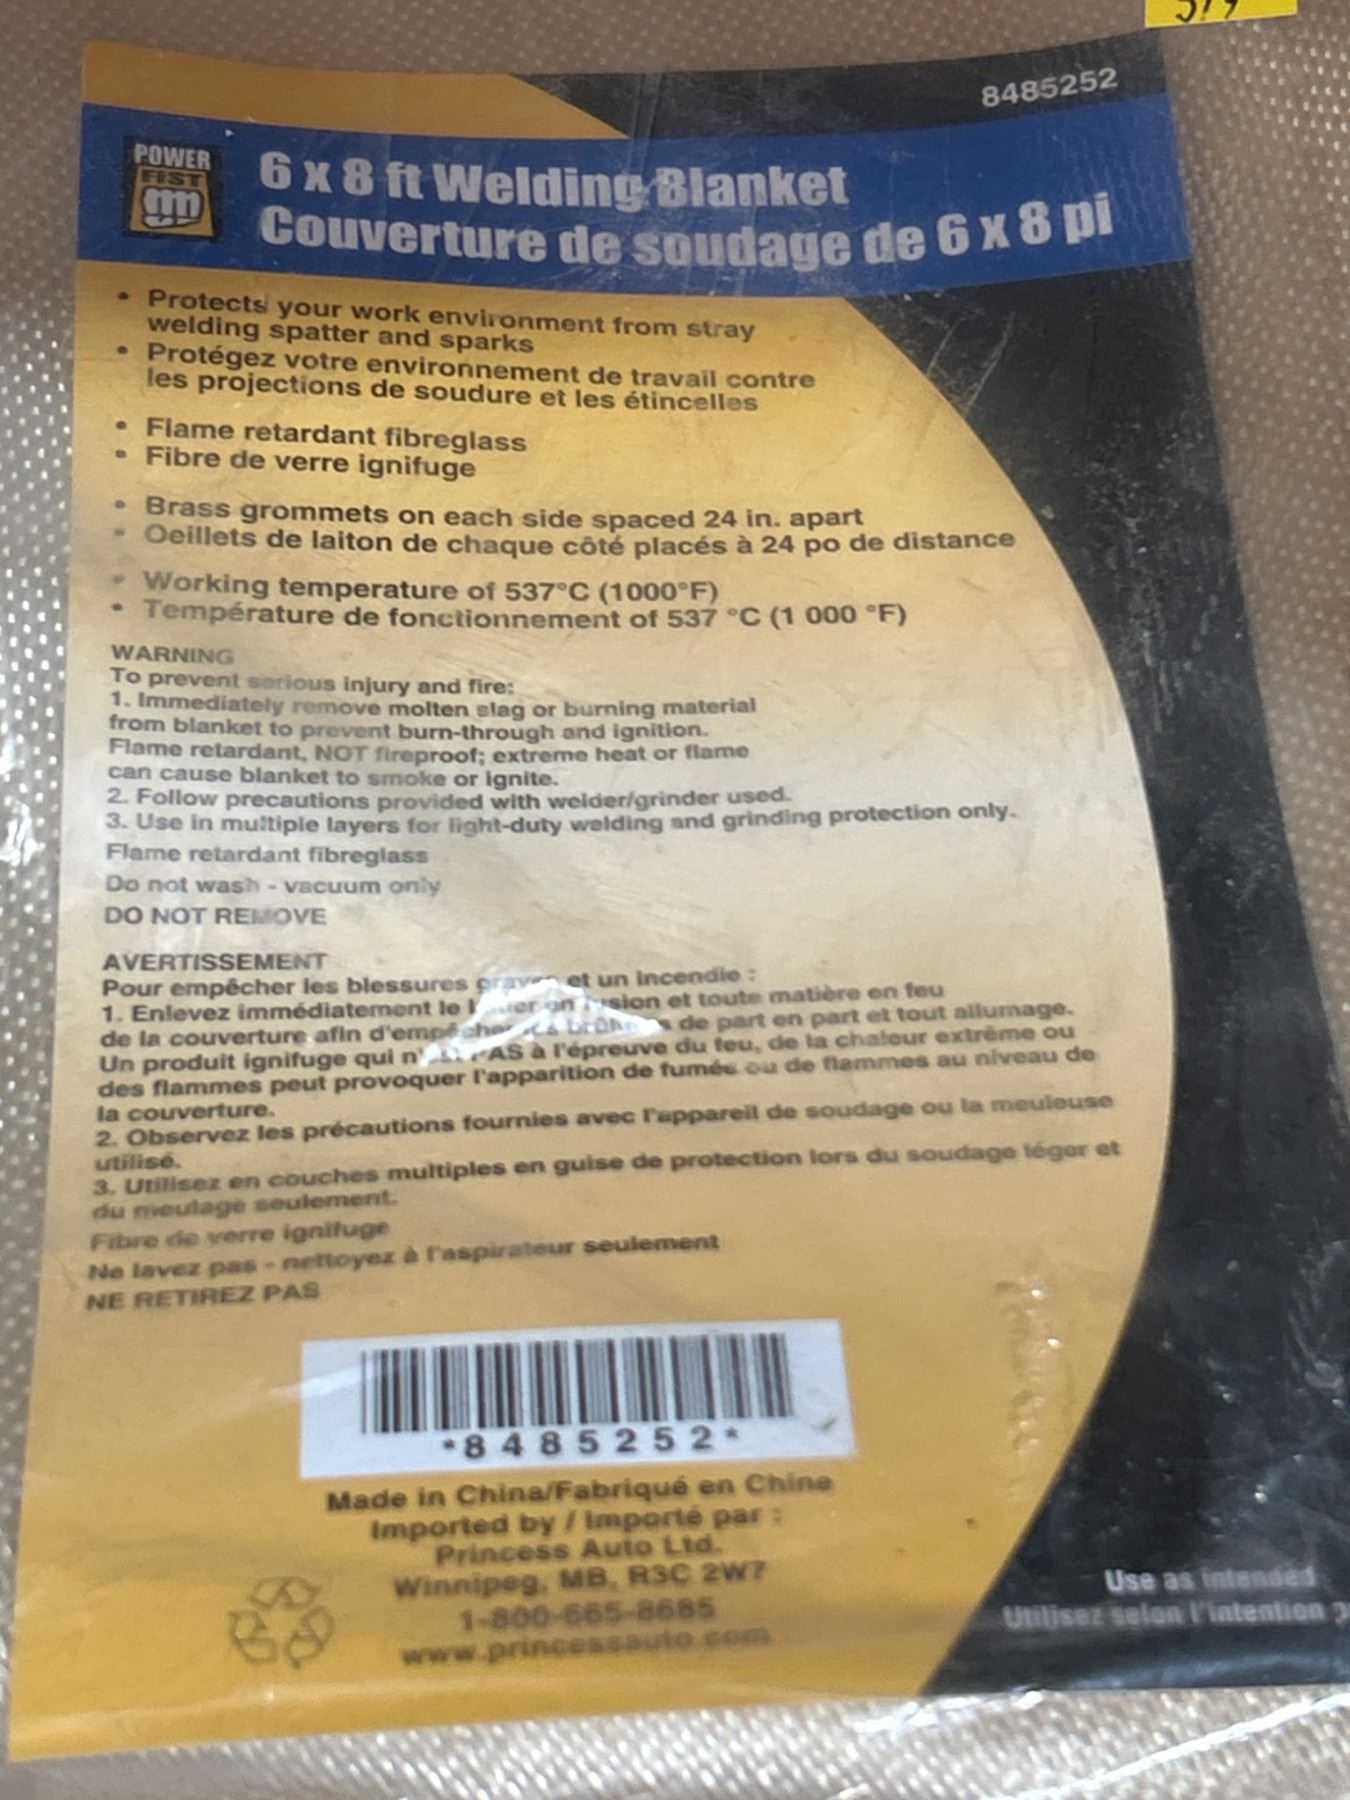 8485252
POWER
FIST
6 x 8 ft Welding Blanket
Couverture de soudage de 6 x 8 pi
• Protects your work environment from stray
welding spatter and sparks
• Protégez votre environnement de travail contre
les projections de soudure et les étincelles
• Flame retardant fibreglass
• Fibre de verre ignifuge
• Brass grommets on each side spaced 24 in. apart
• Oeillets de laiton de chaque côté placés à 24 po de distance
• Working temperature of 537°C (1000°F)
• Température de fonctionnement of 537 °C (1 000 °F)
WARNING
To prevent serious injury and fire:
1. Immediately remove molten slag or burning material
from blanket to prevent burn-through and ignition.
Flame retardant, NOT fireproof; extreme heat or flame
can cause blanket to smoke or ignite.
2. Follow precautions provided with welder/grinder used.
3. Use in multiple layers for light-duty welding and grinding protection only.
Flame retardant fibreglass
Do not wash - vacuum only
DO NOT REMOVE
AVERTISSEMENT
Pour empêcher les blessures graves et un incendie :
1. Enlevez immédiatement le en fusion et toute matière en feu
de la couverture afin d'empêcher de part en part et tout allumage.
Un produit ignifuge qui PAS à l'épreuve du feu, de la chaleur extrême ou
des flammes peut provoquer l'apparition de fumée ou de flammes au niveau de
la couverture.
2. Observez les précautions fournies avec l'appareil de soudage ou la meuleuse
utilisé.
3. Utilisez en couches multiples en guise de protection lors du soudage léger et
du meulage seulement.
Fibre de verre ignifuge
Ne lavez pas - nettoyez à l'aspirateur seulement
NE RETIREZ PAS
*8485252*
Made in China/Fabriqué en Chine
Imported by / Importé par :
Princess Auto Ltd.
Winnipeg, MB, R3C 2W7
1-800-665-8685
www.princessauto.com
Use as intended
Utilisez selon l'intention